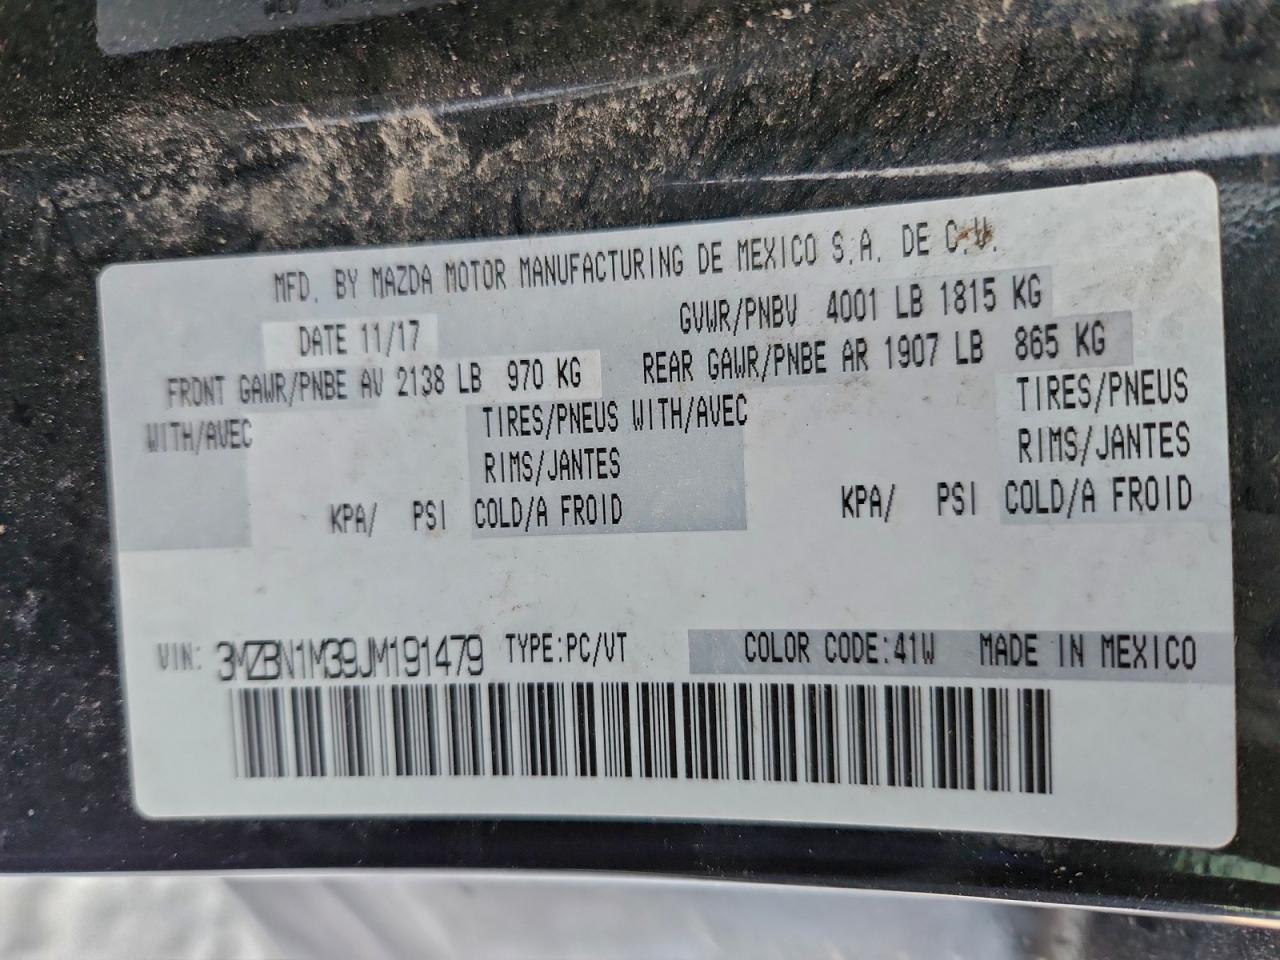 MFD. BY MAZDA MOTOR MANUFACTURING DE MEXICO S.A. DE C.V.
DATE 11/17 GVWR/PNBV 4001 LB 1815 KG
FRONT GAWR/PNBE AV 2138 LB 970 KG REAR GAWR/PNBE AR 1907 LB 865 KG
WITH/AVEC TIRES/PNEUS WITH/AVEC TIRES/PNEUS
RIMS/JANTES RIMS/JANTES
KPA/ PSI COLD/A FROID KPA/ PSI COLD/A FROID
VIN: 3MZBN1M39JM191479 TYPE:PC/VT COLOR CODE:41W MADE IN MEXICO